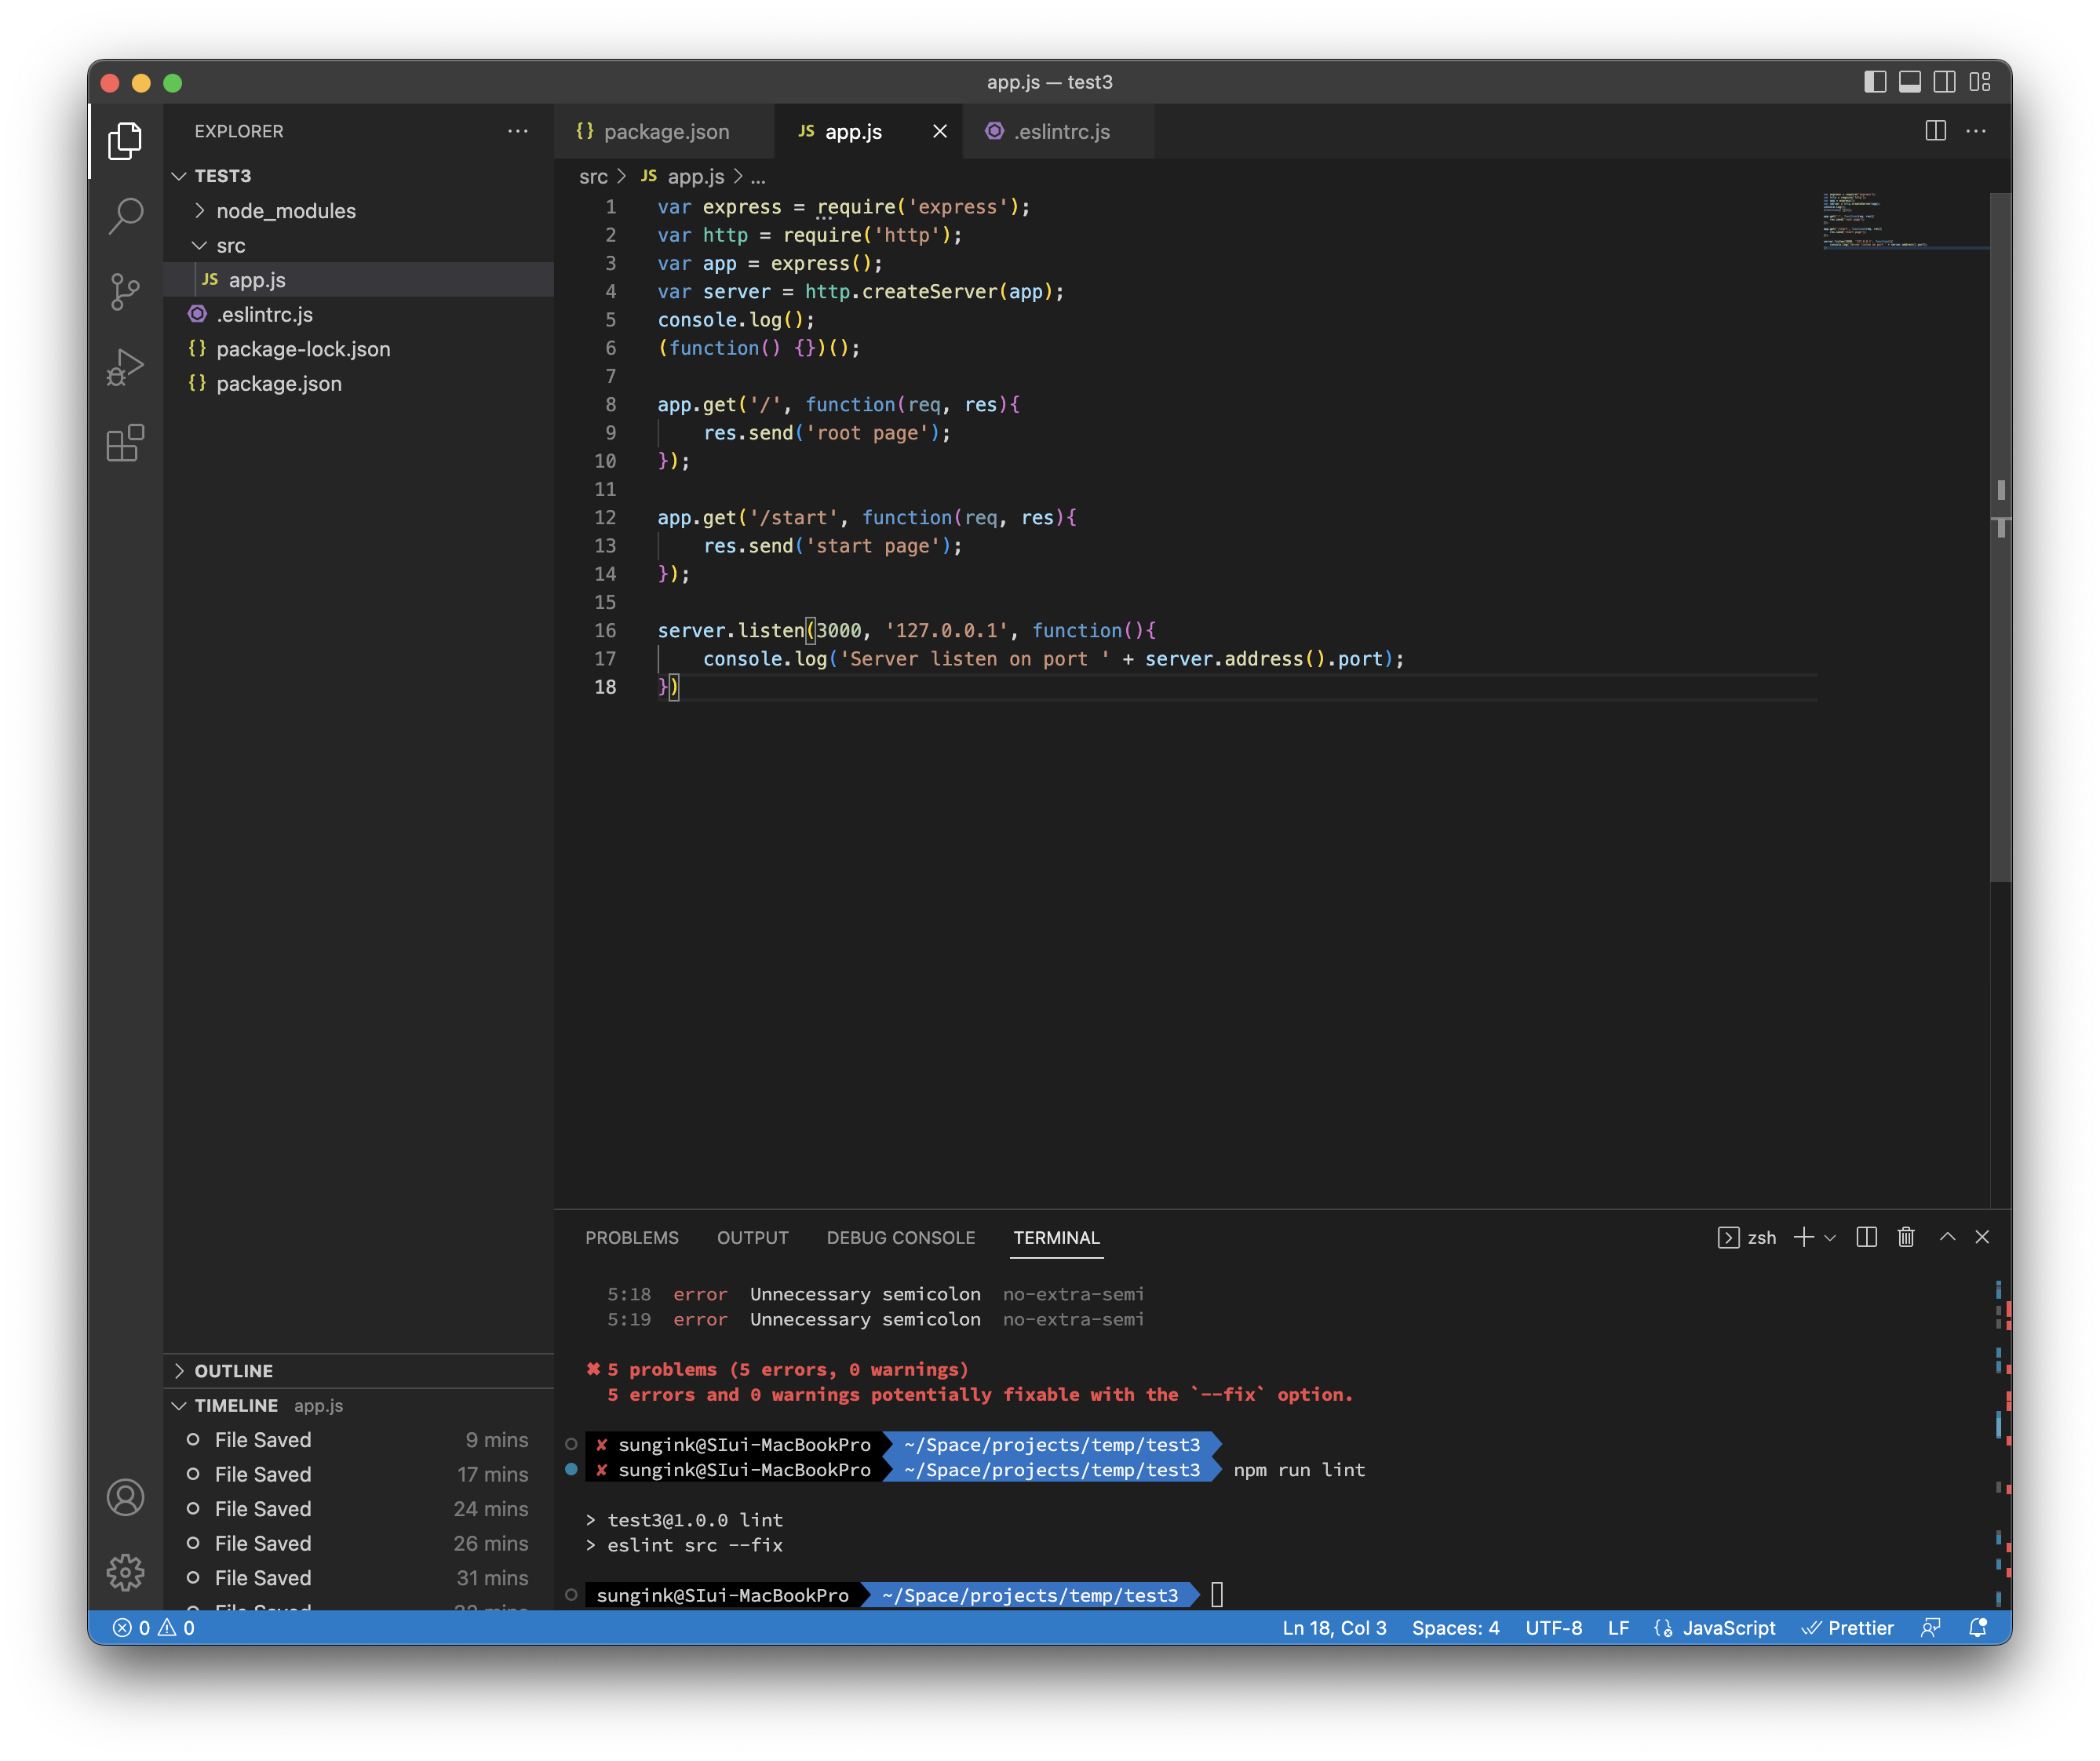 app.js — test3
EXPLORER
TEST3
node_modules
src
JS app.js
.eslintrc.js
{} package-lock.json
{} package.json
OUTLINE
TIMELINE app.js
File Saved 9 mins
File Saved 17 mins
File Saved 24 mins
File Saved 26 mins
File Saved 31 mins
{} package.json
JS app.js
.eslintrc.js
src > JS app.js > ...
1 var express = require('express');
2 var http = require('http');
3 var app = express();
4 var server = http.createServer(app);
5 console.log();
6 (function() {})();
7
8 app.get('/', function(req, res){
9     res.send('root page');
10 });
11
12 app.get('/start', function(req, res){
13     res.send('start page');
14 });
15
16 server.listen(3000, '127.0.0.1', function(){
17     console.log('Server listen on port ' + server.address().port);
18 })
PROBLEMS OUTPUT DEBUG CONSOLE TERMINAL
zsh
5:18 error Unnecessary semicolon no-extra-semi
5:19 error Unnecessary semicolon no-extra-semi
✖ 5 problems (5 errors, 0 warnings)
5 errors and 0 warnings potentially fixable with the `--fix` option.
✘ sungink@SIui-MacBookPro ~/Space/projects/temp/test3
✘ sungink@SIui-MacBookPro ~/Space/projects/temp/test3 npm run lint
> test3@1.0.0 lint
> eslint src --fix
sungink@SIui-MacBookPro ~/Space/projects/temp/test3
0 0
Ln 18, Col 3 Spaces: 4 UTF-8 LF JavaScript Prettier